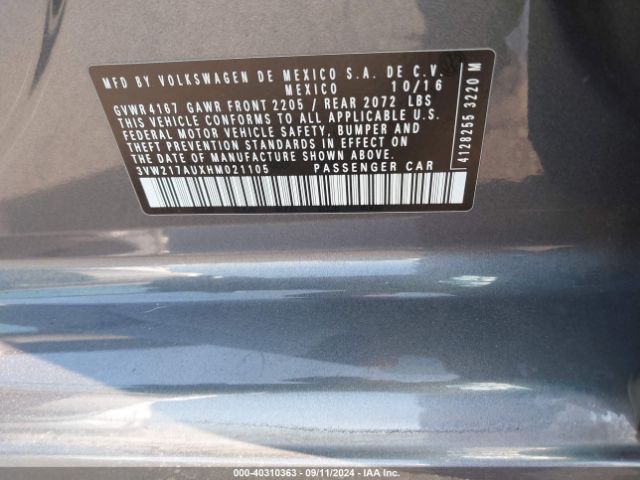 MFD BY VOLKSWAGEN DE MEXICO S.A. DE C.V.
MEXICO 10/16
GVWR 4167 GAWR FRONT 2205 / REAR 2072 LBS
THIS VEHICLE CONFORMS TO ALL APPLICABLE U.S.
FEDERAL MOTOR VEHICLE SAFETY, BUMPER AND
THEFT PREVENTION STANDARDS IN EFFECT ON
THE DATE OF MANUFACTURE SHOWN ABOVE.
3VW217AUXHM021105 PASSENGER CAR
4128255 3220 M
000-40310363 - 09/11/2024 - IAA Inc.